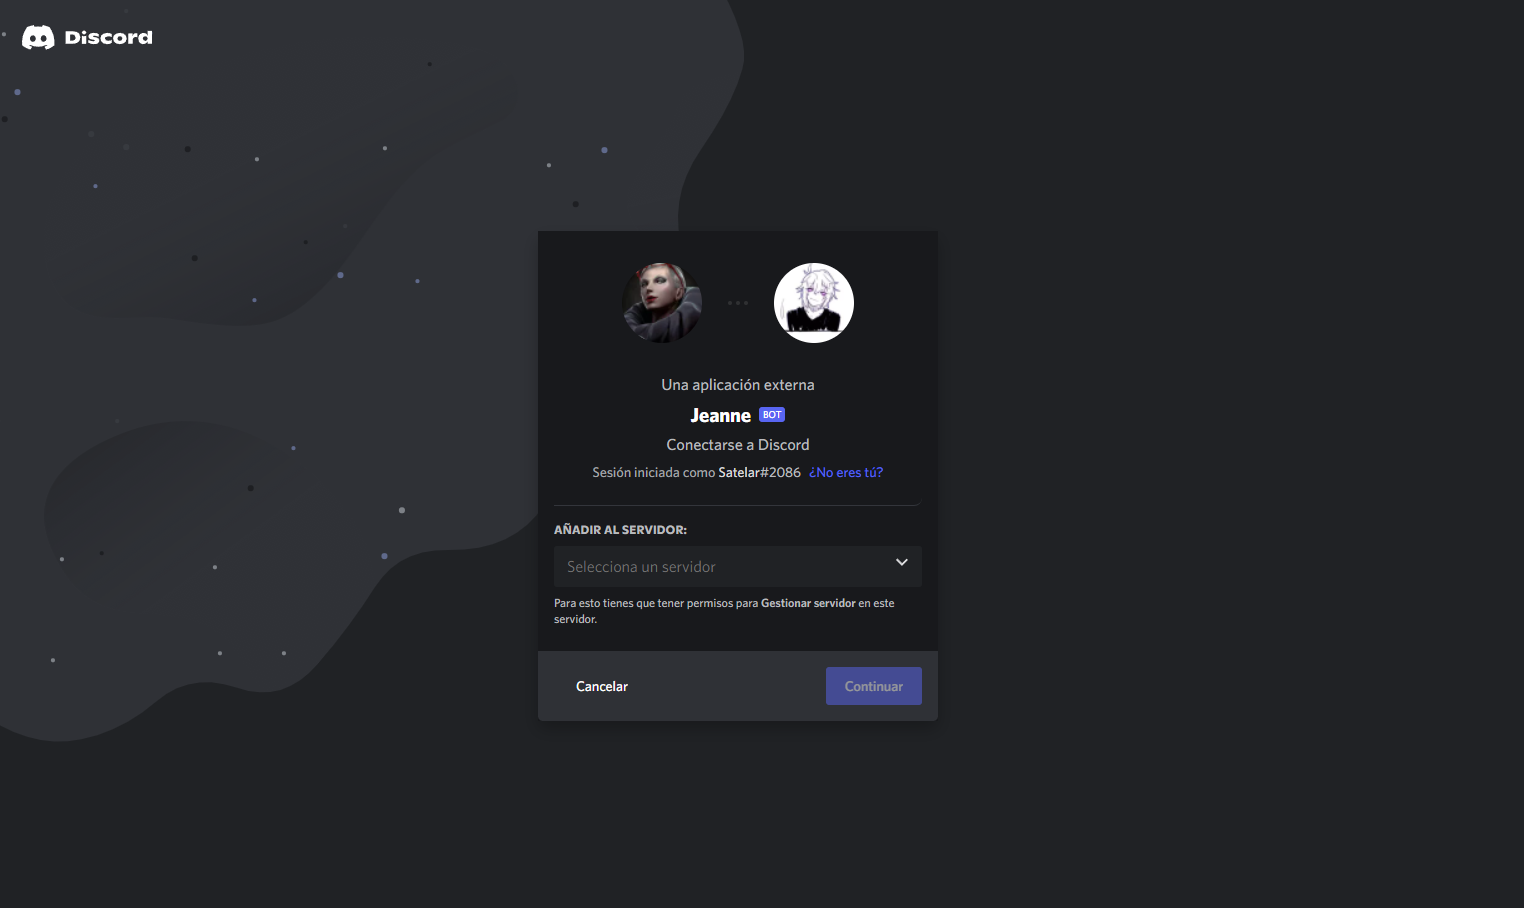 Discord
Una aplicación externa
Jeanne BOT
Conectarse a Discord
Sesión iniciada como Satelar#2086 ¿No eres tú?
AÑADIR AL SERVIDOR:
Selecciona un servidor
Para esto tienes que tener permisos para Gestionar servidor en este
servidor.
Cancelar
Continuar